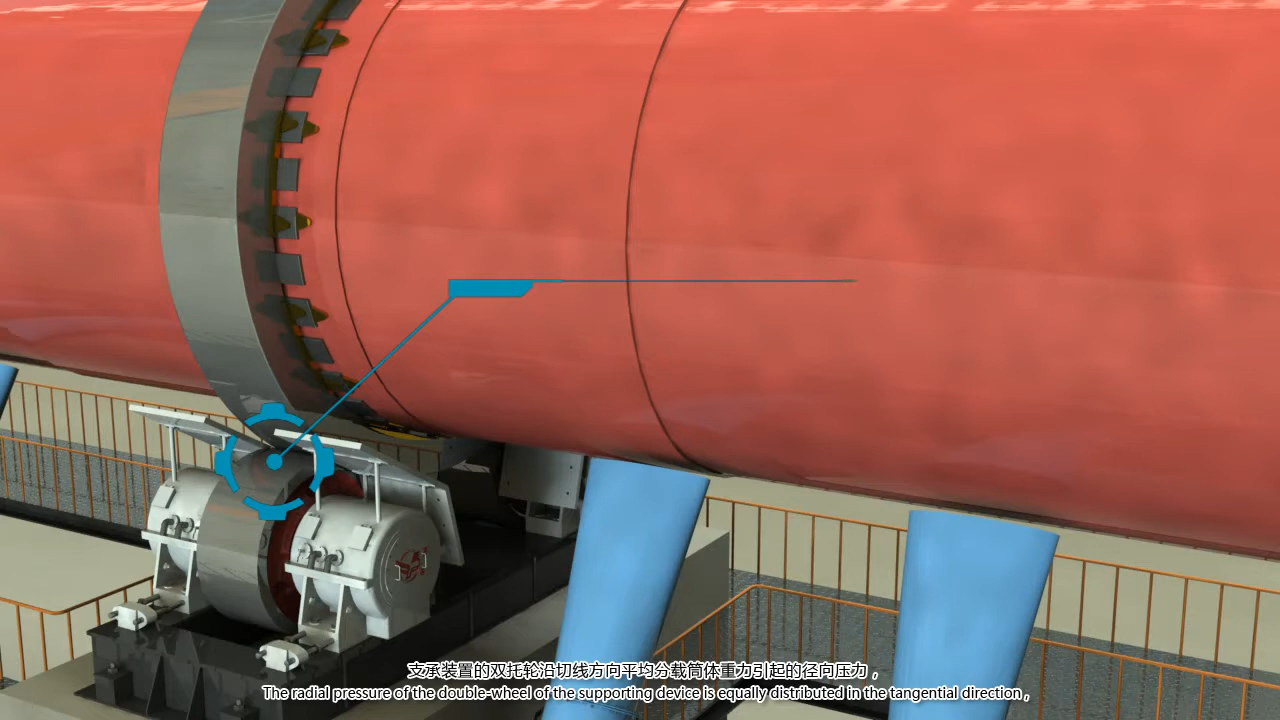 支承装置的双托轮沿切线方向平均分载筒体重力引起的径向压力，
The radial pressure of the double-wheel of the supporting device is equally distributed in the tangential direction,